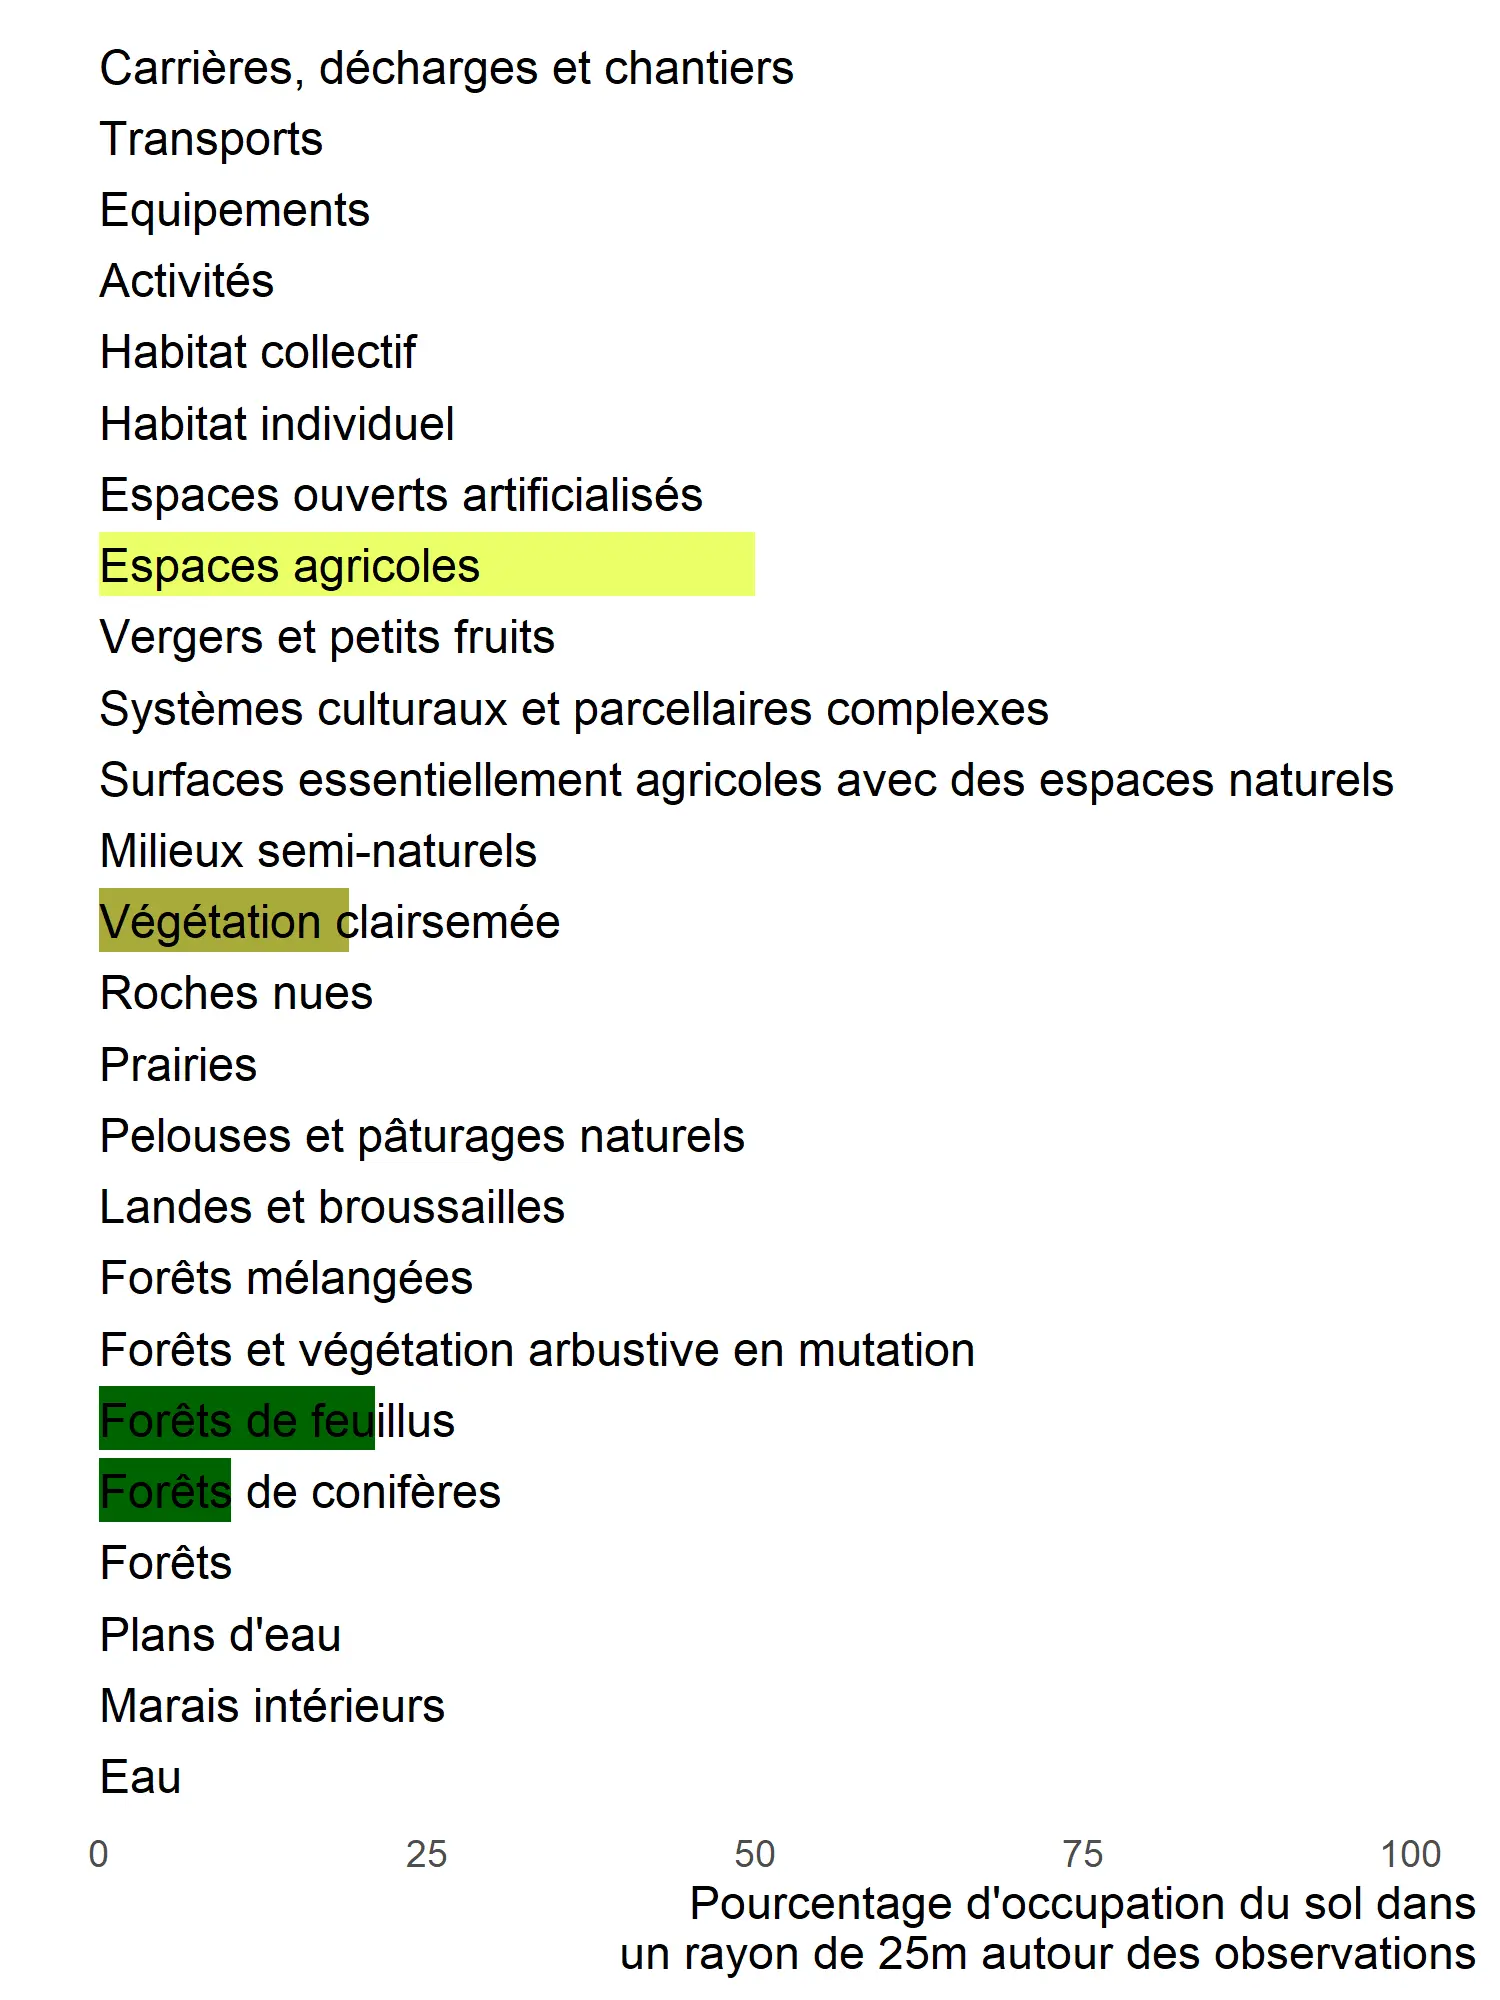 Carrières, décharges et chantiers
Transports
Equipements
Activités
Habitat collectif
Habitat individuel
Espaces ouverts artificialisés
Espaces agricoles
Vergers et petits fruits
Systèmes culturaux et parcellaires complexes
Surfaces essentiellement agricoles avec des espaces naturels
Milieux semi-naturels
Végétation clairsemée
Roches nues
Prairies
Pelouses et pâturages naturels
Landes et broussailles
Forêts mélangées
Forêts et végétation arbustive en mutation
Forêts de feuillus
Forêts de conifères
Forêts
Plans d'eau
Marais intérieurs
Eau
0 25 50 75 100
Pourcentage d'occupation du sol dans
un rayon de 25m autour des observations